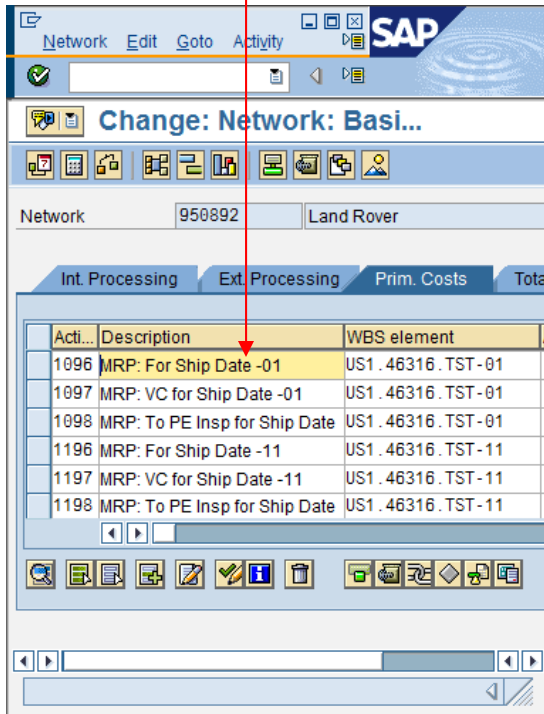 Network Edit Goto Activity
SAP
Change: Network: Basi...
Network 950892 Land Rover
Int. Processing Ext. Processing Prim. Costs Tota
Acti... Description WBS element
1096 MRP: For Ship Date -01 US1.46316.TST-01
1097 MRP: VC for Ship Date -01 US1.46316.TST-01
1098 MRP: To PE Insp for Ship Date US1.46316.TST-01
1196 MRP: For Ship Date -11 US1.46316.TST-11
1197 MRP: VC for Ship Date -11 US1.46316.TST-11
1198 MRP: To PE Insp for Ship Date US1.46316.TST-11